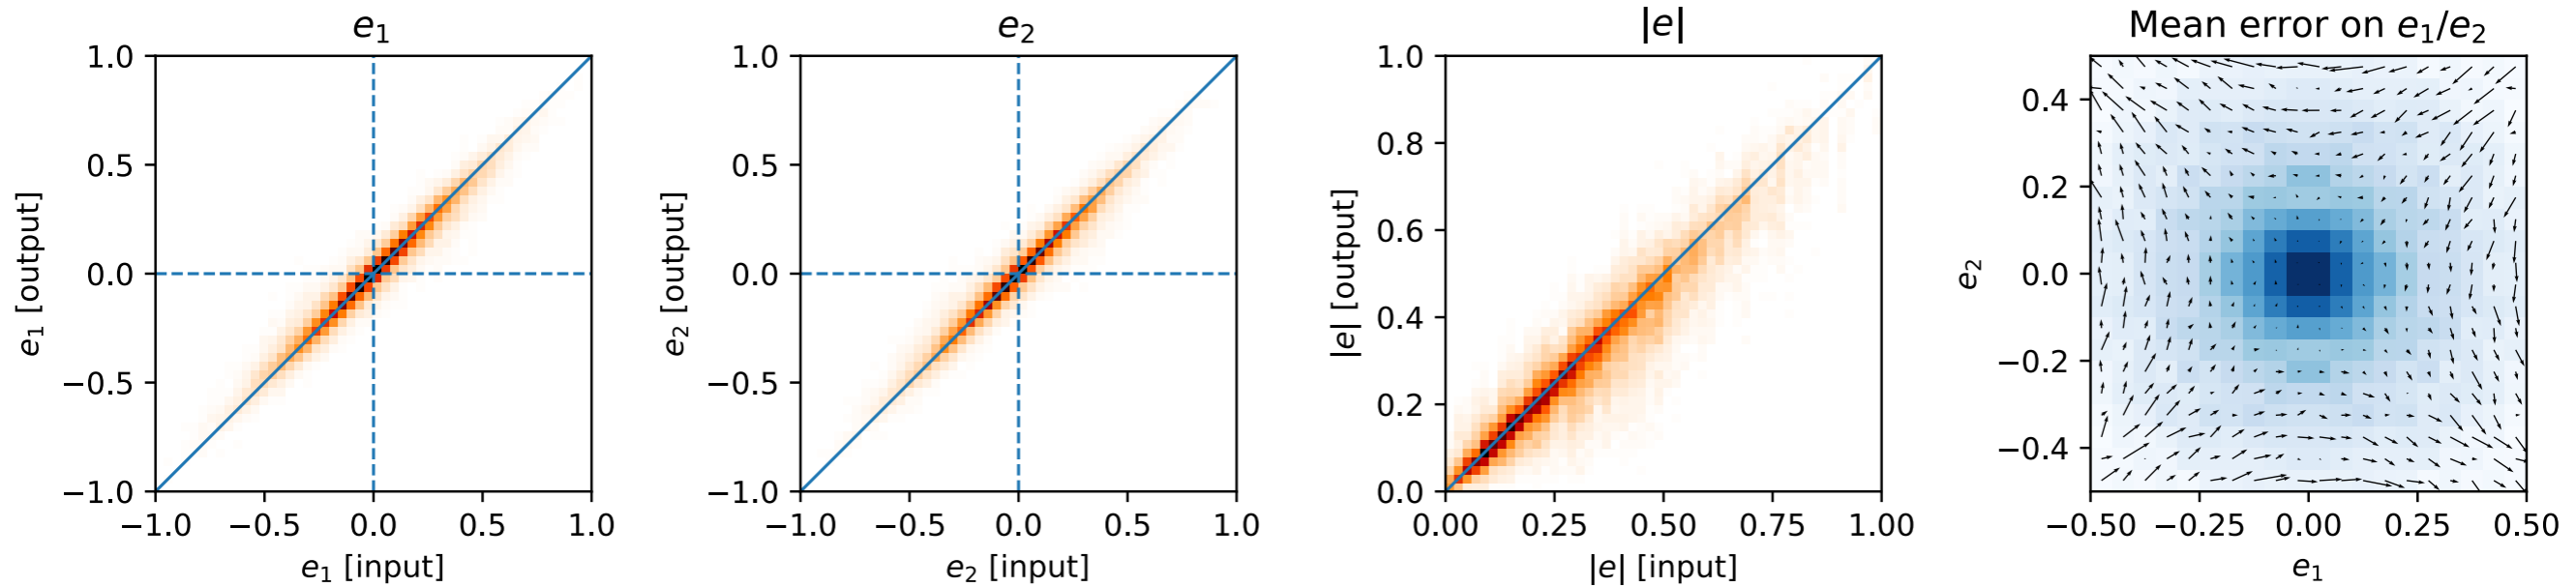 e₁
1.0
0.5
0.0
−0.5
−1.0
e₁ [output]
−1.0 −0.5 0.0 0.5 1.0
e₁ [input]
e₂
1.0
0.5
0.0
−0.5
−1.0
e₂ [output]
−1.0 −0.5 0.0 0.5 1.0
e₂ [input]
|e|
1.0
0.8
0.6
0.4
0.2
0.0
|e| [output]
0.00 0.25 0.50 0.75 1.00
|e| [input]
Mean error on e₁/e₂
0.4
0.2
0.0
−0.2
−0.4
e₂
−0.50 −0.25 0.00 0.25 0.50
e₁